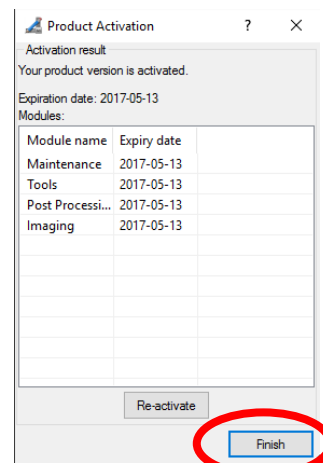 Product Activation ? ×
Activation result
Your product version is activated.
Expiration date: 2017-05-13
Modules:
Module name Expiry date
Maintenance 2017-05-13
Tools 2017-05-13
Post Processi... 2017-05-13
Imaging 2017-05-13
Re-activate
Finish